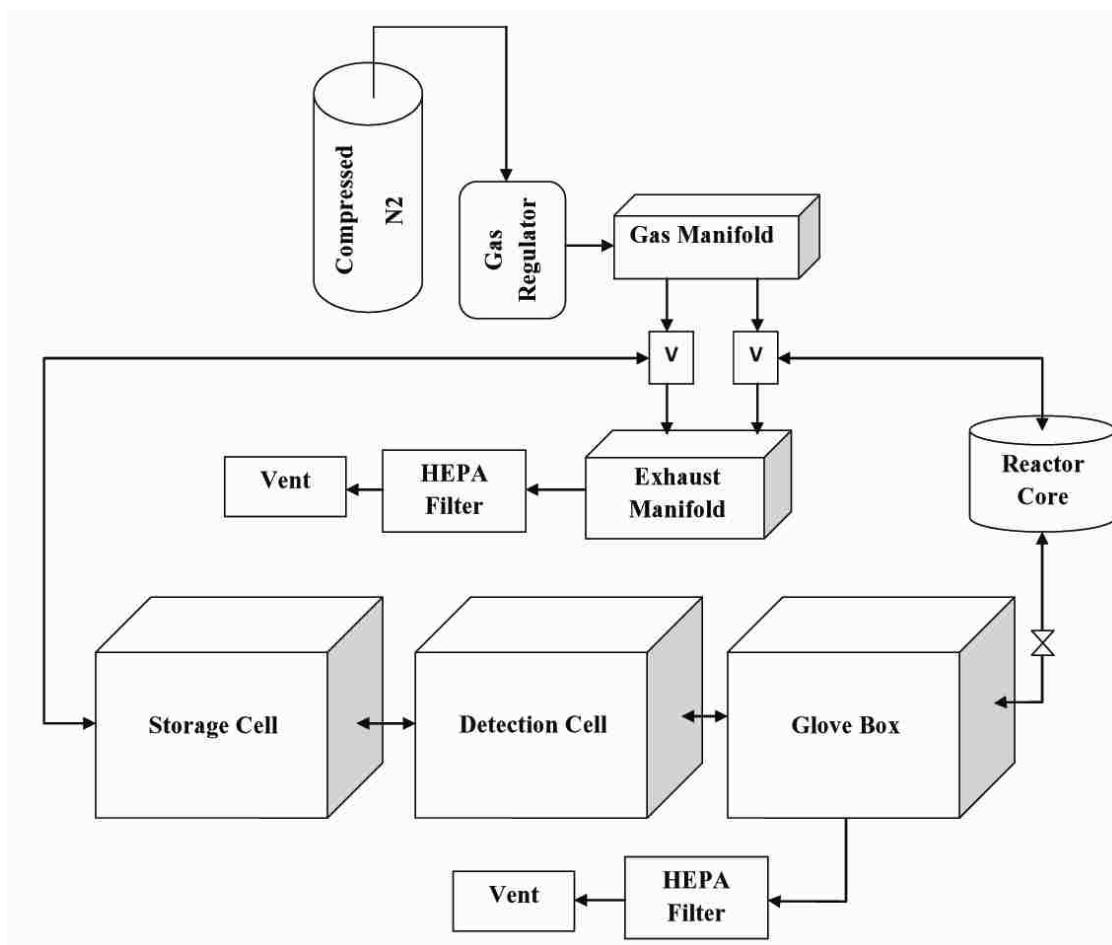 Compressed
N2
Gas
Regulator
Gas Manifold
V
V
Reactor
Core
Vent
HEPA
Filter
Exhaust
Manifold
Storage Cell
Detection Cell
Glove Box
Vent
HEPA
Filter